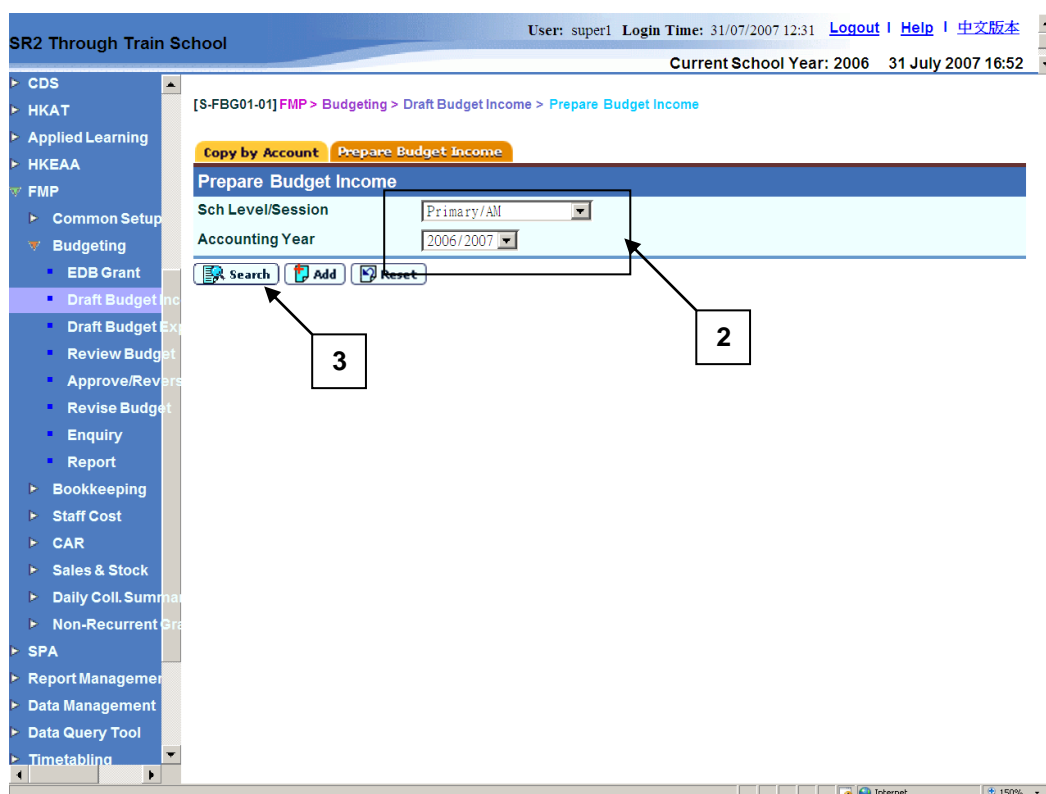 SR2 Through Train School
User: super1 Login Time: 31/07/2007 12:31 Logout | Help | 中文版本
Current School Year: 2006 31 July 2007 16:52
CDS
HKAT
Applied Learning
HKEAA
FMP
Common Setup
Budgeting
EDB Grant
Draft Budget Inc
Draft Budget Exp
Review Budget
Approve/Revers
Revise Budget
Enquiry
Report
Bookkeeping
Staff Cost
CAR
Sales & Stock
Daily Coll. Summar
Non-Recurrent Gra
SPA
Report Managemen
Data Management
Data Query Tool
Timetabling
[S-FBG01-01] FMP > Budgeting > Draft Budget Income > Prepare Budget Income
Copy by Account Prepare Budget Income
Prepare Budget Income
Sch Level/Session Primary/AM
Accounting Year 2006/2007
Search Add Reset
2
3
Internet 150%